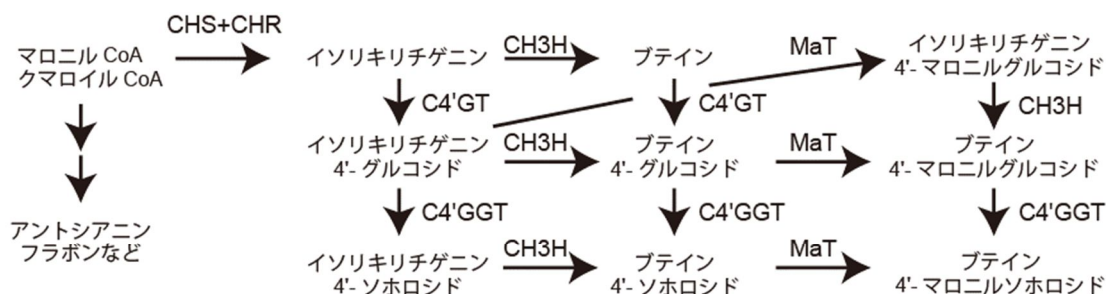 CHS+CHR
マロニル CoA
クマロイル CoA
アントシアニン
フラボンなど
イソリキリチゲニン
CH3H
ブテイン
MaT
イソリキリチゲニン
4'- マロニルグルコシド
C4'GT
C4'GT
CH3H
イソリキリチゲニン
4'- グルコシド
CH3H
ブテイン
4'- グルコシド
MaT
ブテイン
4'- マロニルグルコシド
C4'GGT
C4'GGT
C4'GGT
イソリキリチゲニン
4'- ソホロシド
CH3H
ブテイン
4'- ソホロシド
MaT
ブテイン
4'- マロニルソホロシド